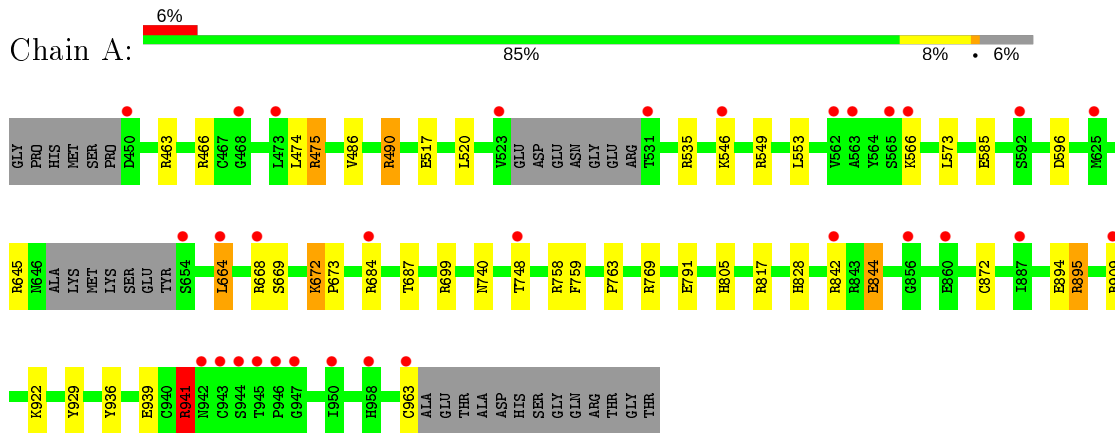 6%
Chain A:
85% 8% • 6%
GLY PRO HIS MET SER PRO D450 R463 R466 C467 G468 L473 L474 R475 V486 R490 E517 L520 V523 GLU ASP GLU ASN GLY GLU ARG T531 R535 K546 R549 L553 V562 A563 Y564 S565 K566 L573 E585 S592 D596 M625
R645 N646 ALA LYS MET LYS SER GLU TYR S654 L664 R668 S669 K672 P673 R684 T687 R699 N740 T748 R758 F759 P763 R769 E791 H805 R817 H828 R842 R843 E844 G856 E860 C872 I887 E894 R895 R909
K922 Y929 Y936 E939 C940 R941 N942 C943 S944 T945 P946 G947 I950 H958 C963 ALA GLU THR ALA ASP HIS SER GLY GLN ARG THR GLY THR